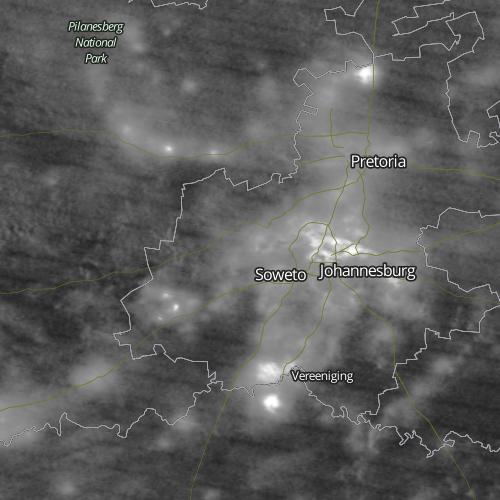 Pilanesberg
National
Park
Pretoria
Soweto
Johannesburg
Vereeniging